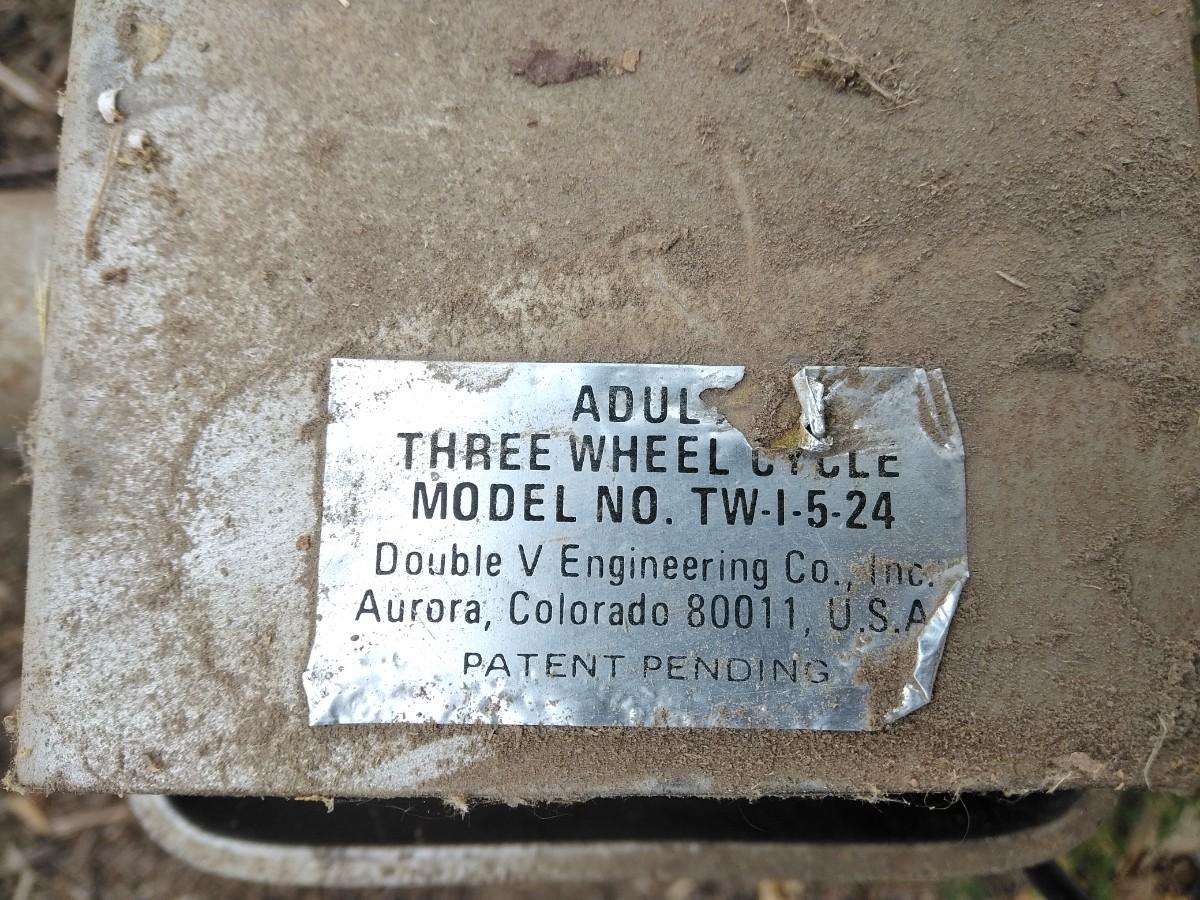 ADUL
THREE WHEEL CYCLE
MODEL NO. TW-I-5-24
Double V Engineering Co., Inc.
Aurora, Colorado 80011, U.S.A
PATENT PENDING